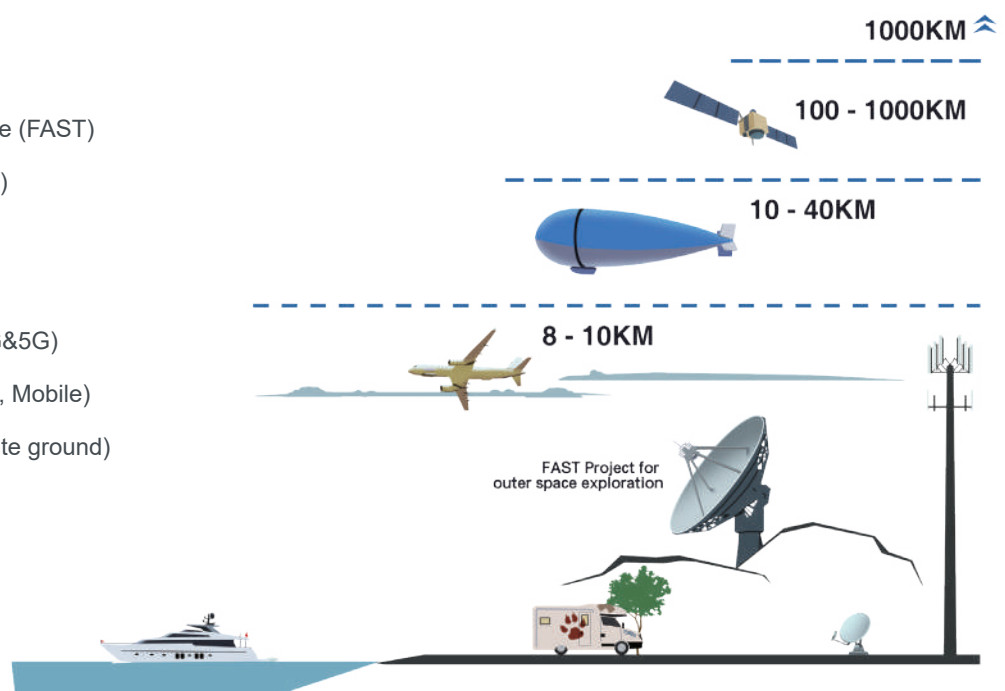 1000KM
100 - 1000KM
e (FAST)
)
10 - 40KM
8 - 10KM
&5G)
, Mobile)
te ground)
FAST Project for
outer space exploration